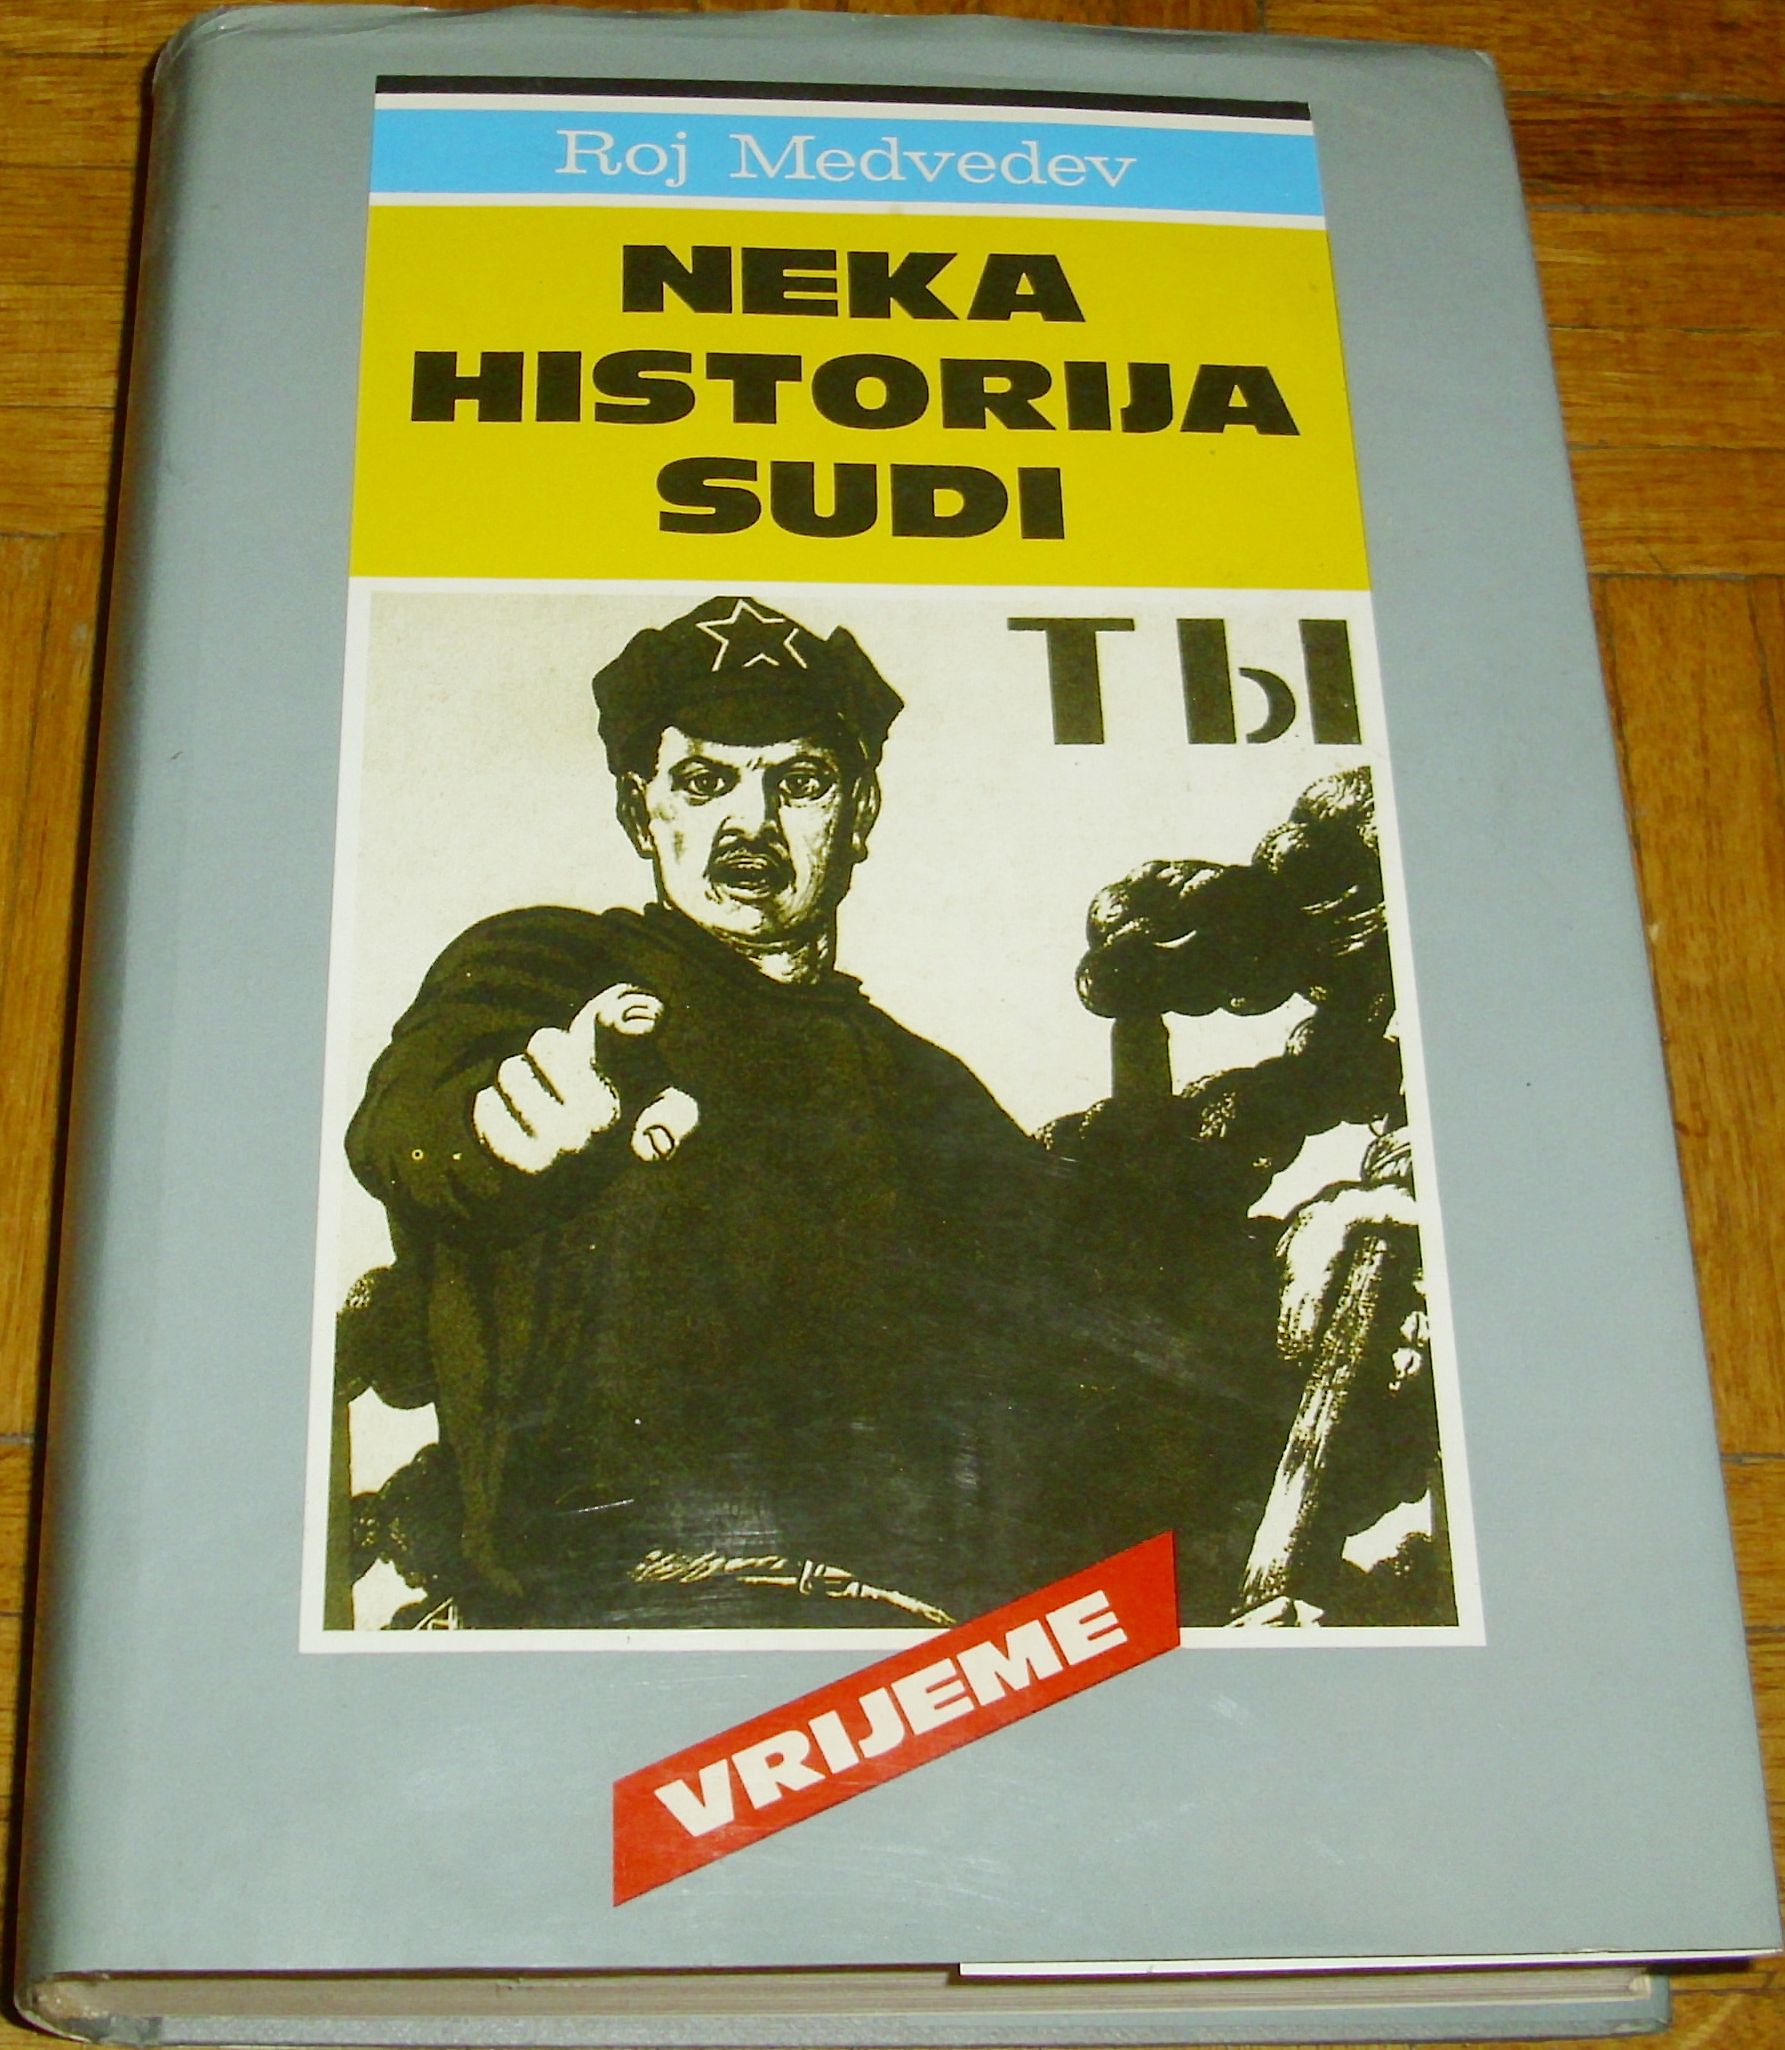 Roj Medvedev
NEKA
HISTORIJA
SUDI
ТЫ
VRIJEME